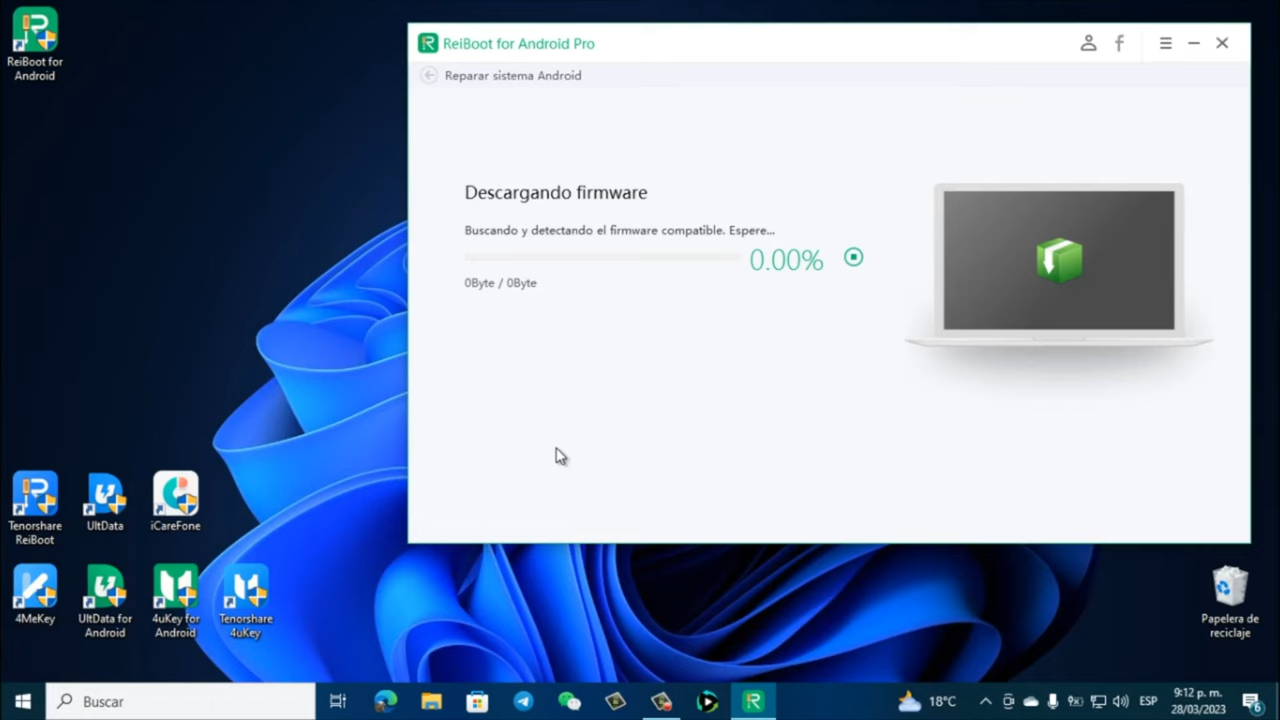 ReiBoot for
Android
ReiBoot for Android Pro
Reparar sistema Android
Descargando firmware
Buscando y detectando el firmware compatible. Espere...
0.00%
0Byte / 0Byte
Tenorshare
ReiBoot
UltData
iCareFone
4MeKey
UltData for
Android
4uKey for
Android
Tenorshare
4uKey
Papelera de
reciclaje
Buscar
18°C
ESP
9:12 p. m.
28/03/2023
6